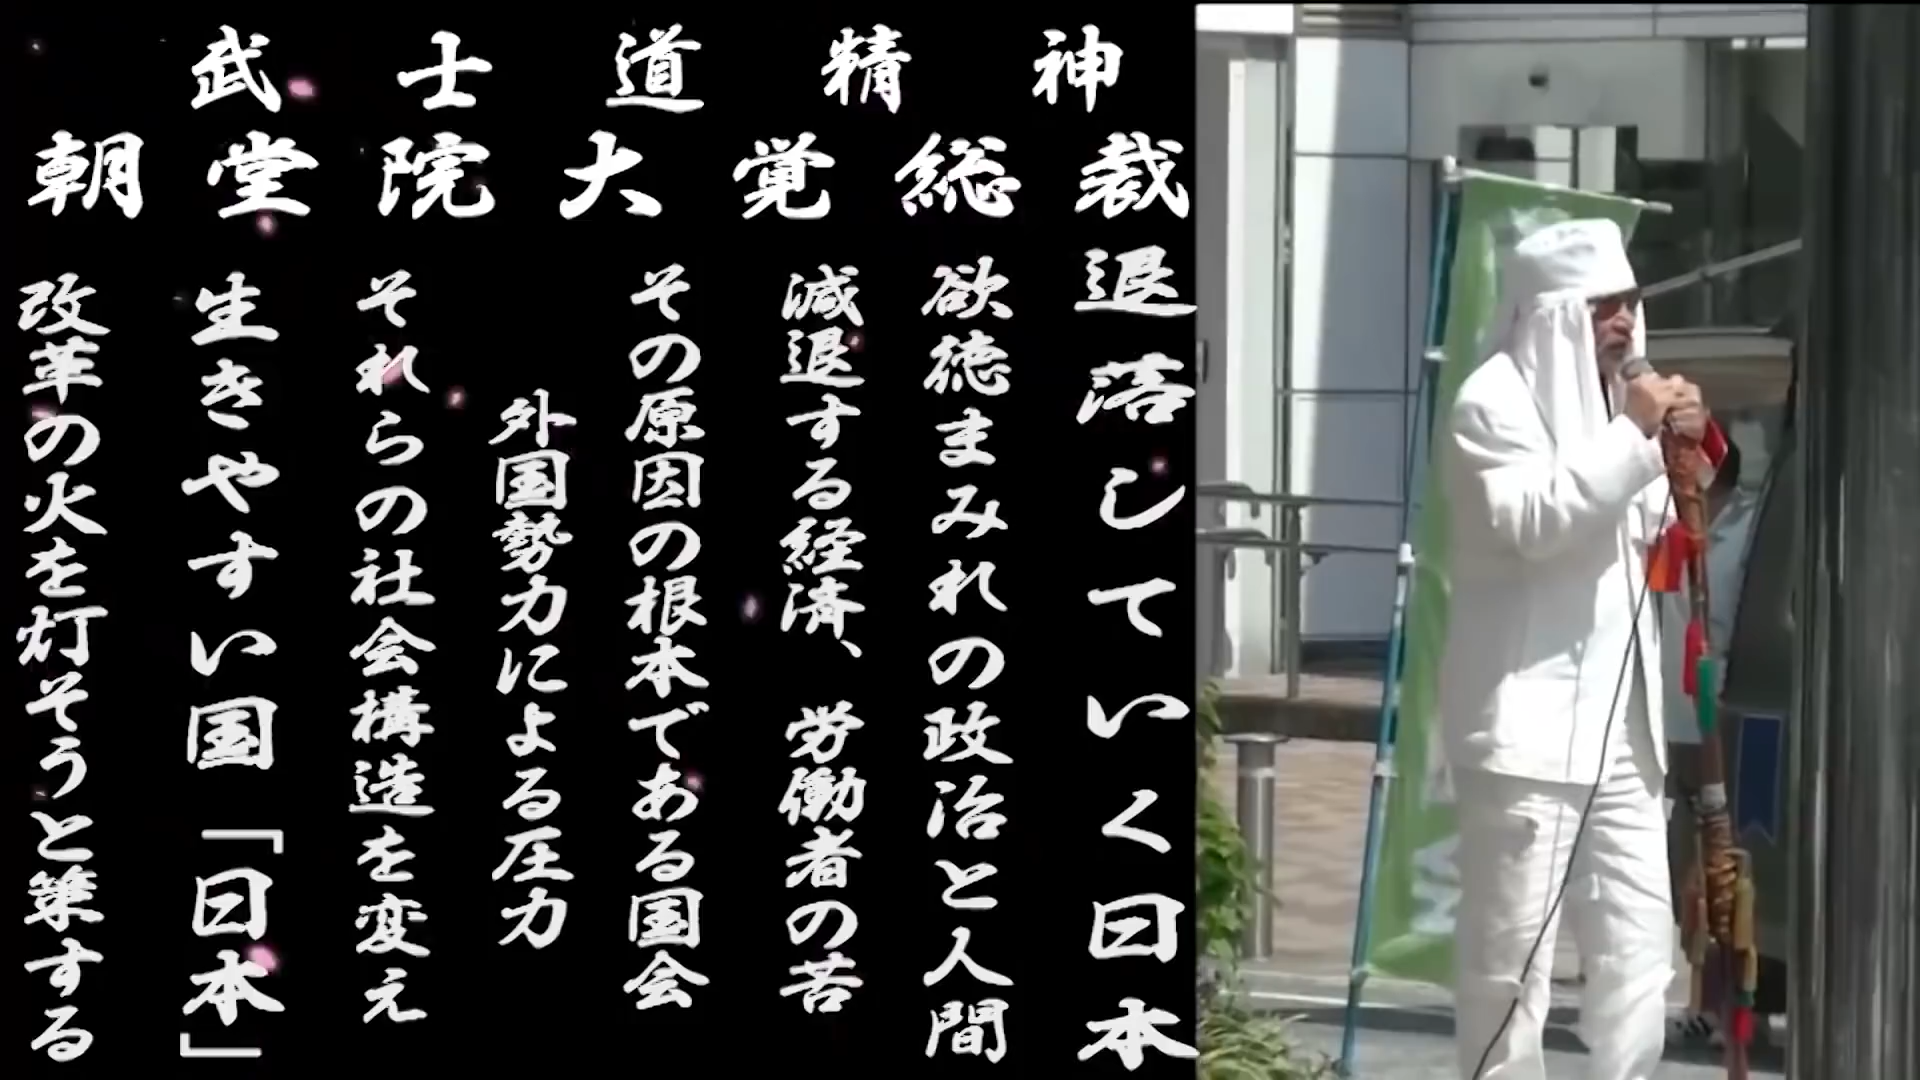 武士道精神
朝堂院大覚総裁
退落していく日本
欲徳まみれの政治と人間
減退する経済、労働者の苦
その原因の根本である国会
外国勢力による圧力
それらの社会構造を変え
生きやすい国「日本」
改革の火を灯そうと策する